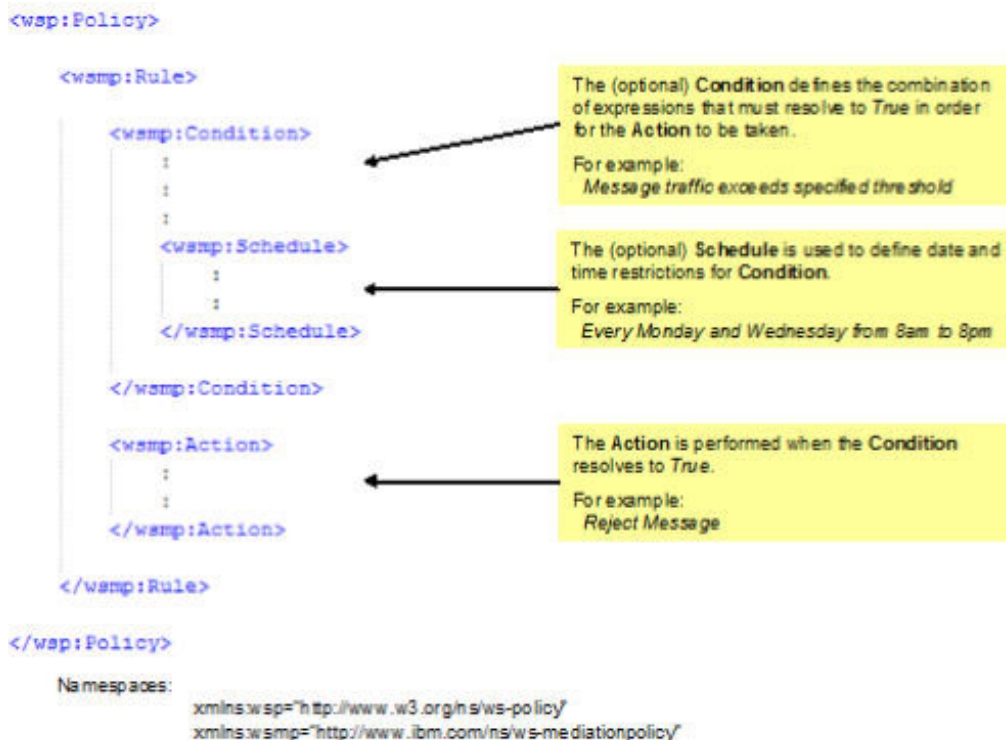 <wsp:Policy>
<wsmp:Rule>
<wsmp:Condition>
:
:
:
<wsmp:Schedule>
:
:
</wsmp:Schedule>
</wsmp:Condition>
<wsmp:Action>
:
:
</wsmp:Action>
</wsmp:Rule>
</wsp:Policy>
The (optional) Condition defines the combination
of expressions that must resolve to True in order
for the Action to be taken.
For example:
Message traffic exceeds specified threshold
The (optional) Schedule is used to define date and
time restrictions for Condition.
For example:
Every Monday and Wednesday from 8am to 8pm
The Action is performed when the Condition
resolves to True.
For example:
Reject Message
Namespaces:
xmlns:wsp="http://www.w3.org/ns/ws-policy"
xmlns:wsmp="http://www.ibm.com/ns/ws-mediationpolicy"